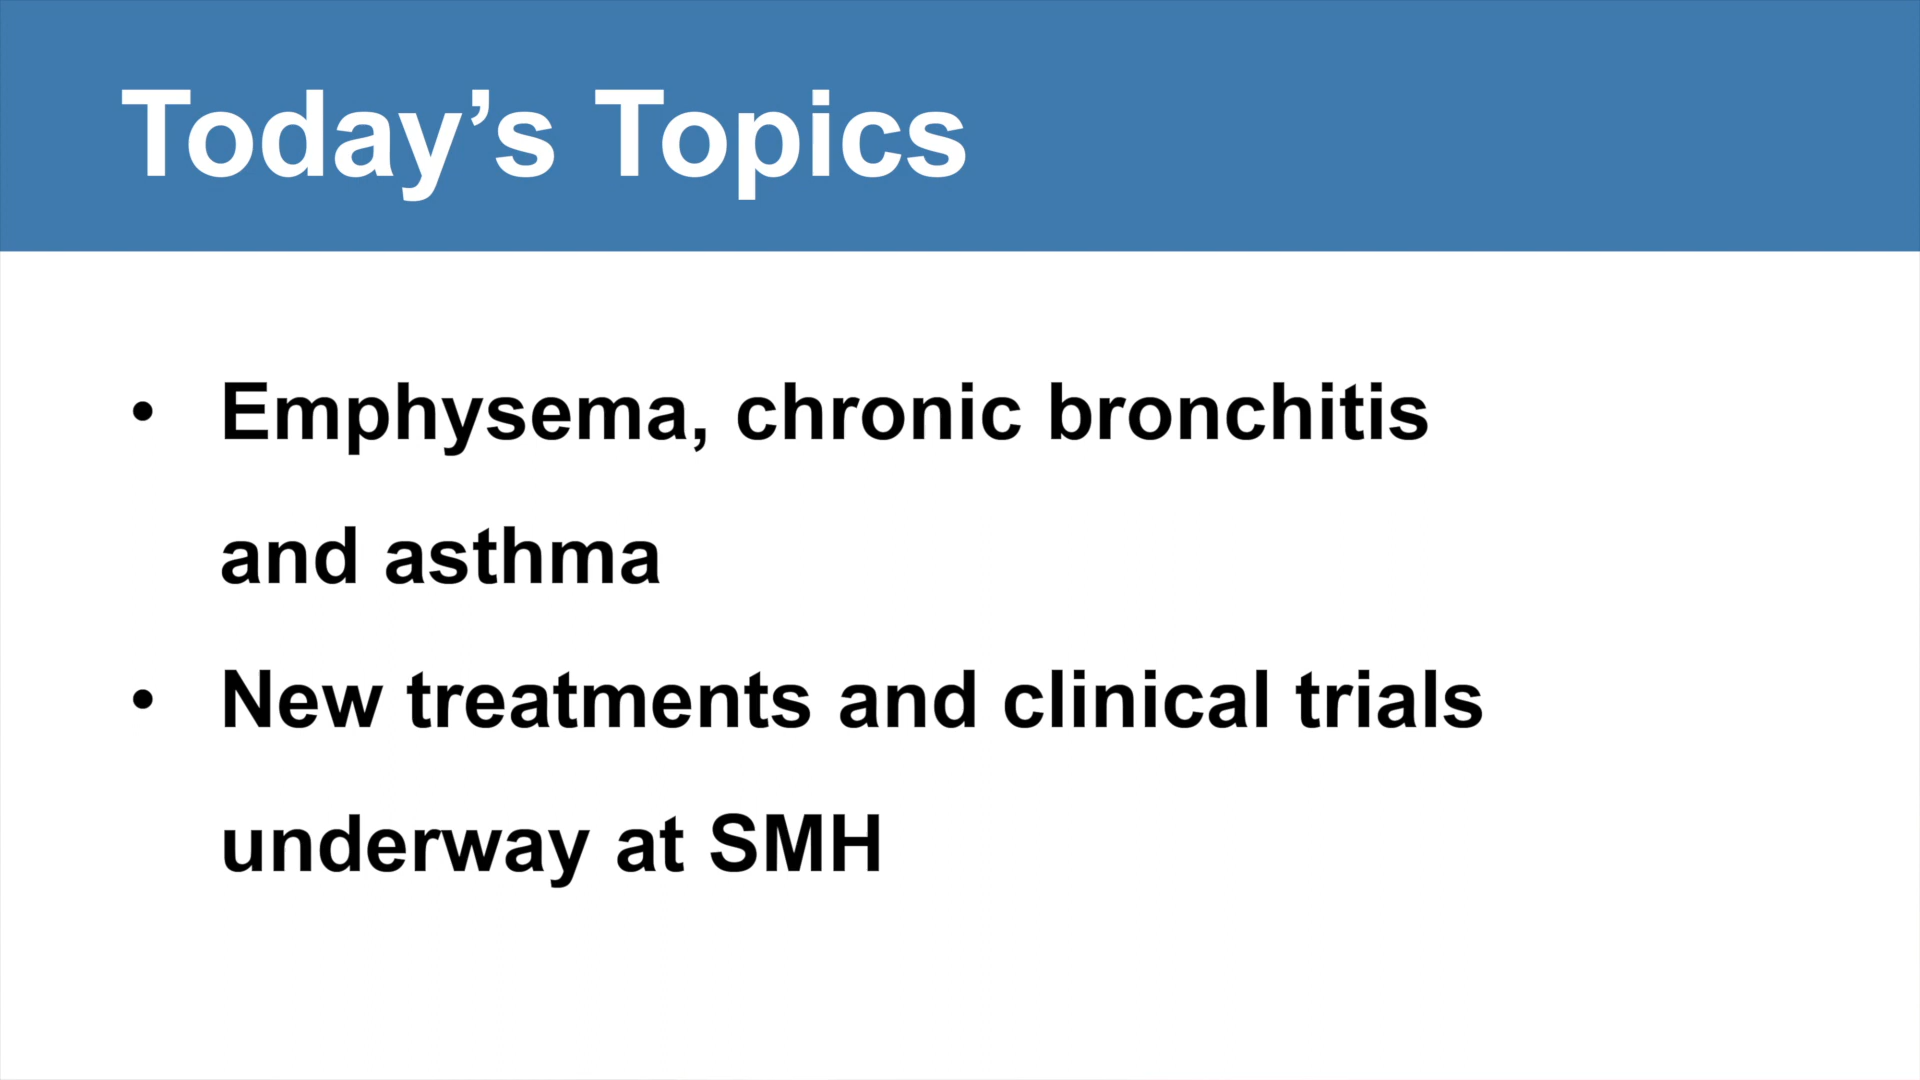 Today’s Topics
• Emphysema, chronic bronchitis
and asthma
• New treatments and clinical trials
underway at SMH